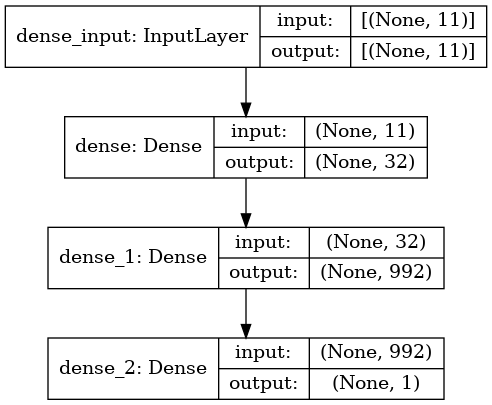 dense_input: InputLayer
input: [(None, 11)]
output: [(None, 11)]
dense: Dense
input: (None, 11)
output: (None, 32)
dense_1: Dense
input: (None, 32)
output: (None, 992)
dense_2: Dense
input: (None, 992)
output: (None, 1)